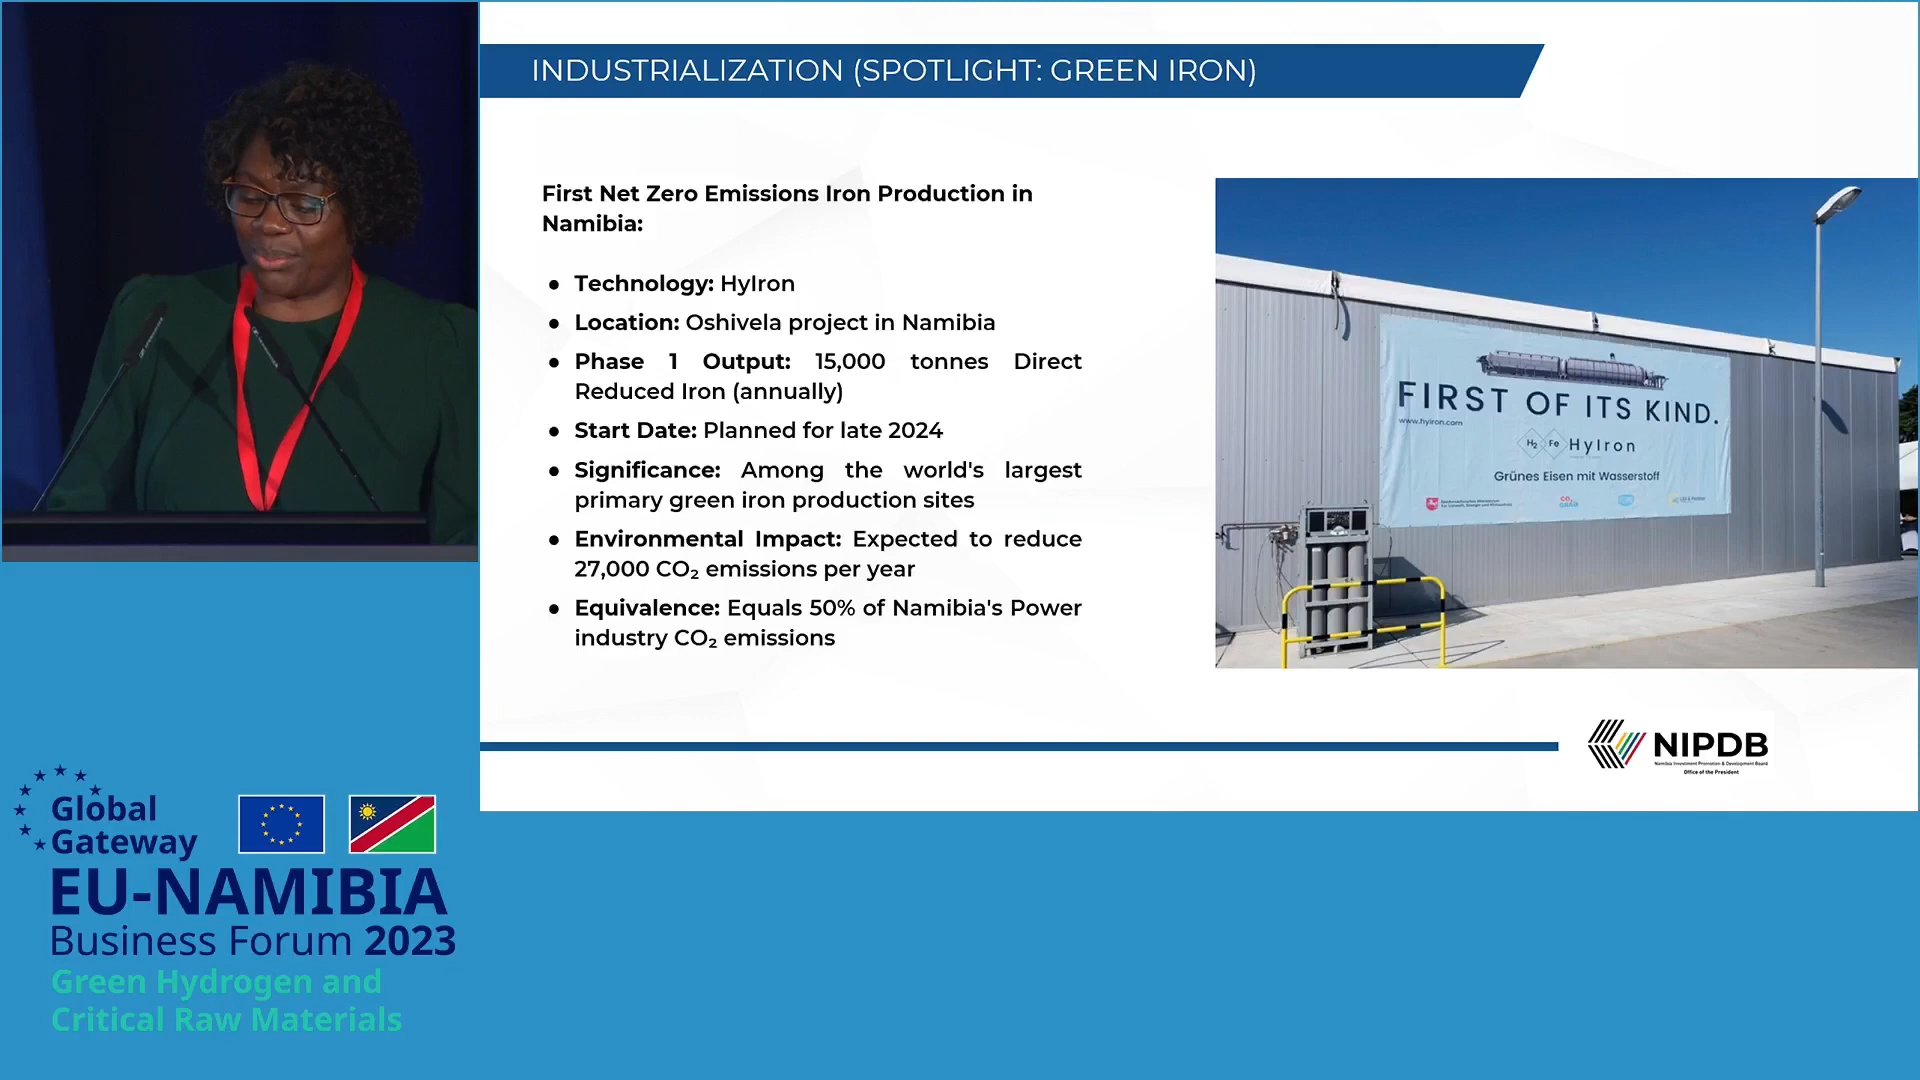 INDUSTRIALIZATION (SPOTLIGHT: GREEN IRON)
First Net Zero Emissions Iron Production in
Namibia:
● Technology: HyIron
● Location: Oshivela project in Namibia
● Phase 1 Output: 15,000 tonnes Direct
Reduced Iron (annually)
● Start Date: Planned for late 2024
● Significance: Among the world's largest
primary green iron production sites
● Environmental Impact: Expected to reduce
27,000 CO₂ emissions per year
● Equivalence: Equals 50% of Namibia's Power
industry CO₂ emissions
FIRST OF ITS KIND.
www.hyiron.com
H₂ Fe HyIron
Grünes Eisen mit Wasserstoff
NIPDB
Namibia Investment Promotion & Development Board
Office of the President
Global
Gateway
EU-NAMIBIA
Business Forum 2023
Green Hydrogen and
Critical Raw Materials